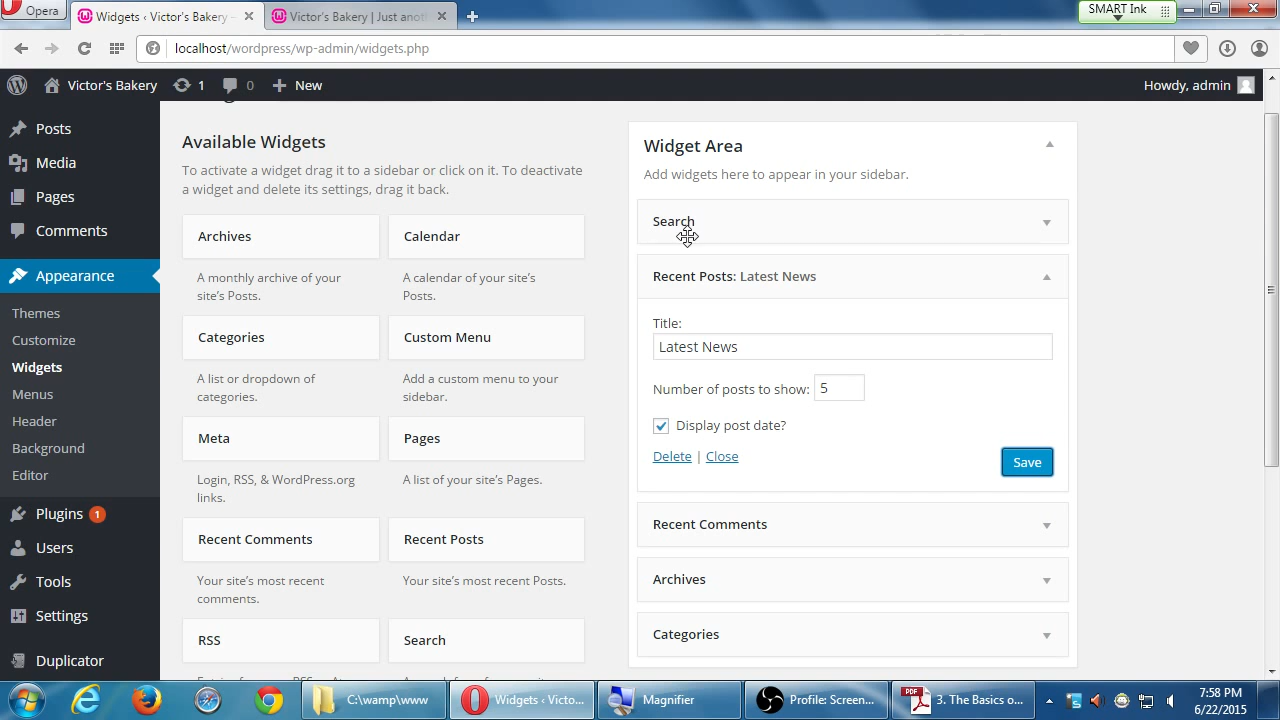 Opera
Widgets ‹ Victor's Bakery –
Victor's Bakery | Just anot
SMART Ink
localhost/wordpress/wp-admin/widgets.php
Victor's Bakery
1
0
New
Howdy, admin
Posts
Media
Pages
Comments
Appearance
Themes
Customize
Widgets
Menus
Header
Background
Editor
Plugins 1
Users
Tools
Settings
Duplicator
Available Widgets
To activate a widget drag it to a sidebar or click on it. To deactivate
a widget and delete its settings, drag it back.
Archives
A monthly archive of your
site's Posts.
Calendar
A calendar of your site's
Posts.
Categories
A list or dropdown of
categories.
Custom Menu
Add a custom menu to your
sidebar.
Meta
Login, RSS, & WordPress.org
links.
Pages
A list of your site's Pages.
Recent Comments
Your site's most recent
comments.
Recent Posts
Your site's most recent Posts.
RSS
Search
Widget Area
Add widgets here to appear in your sidebar.
Search
Recent Posts: Latest News
Title:
Latest News
Number of posts to show: 5
Display post date?
Delete | Close
Save
Recent Comments
Archives
Categories
C:\wamp\www
Widgets ‹ Victo...
Magnifier
Profile: Screen...
PDF
3. The Basics o...
7:58 PM
6/22/2015